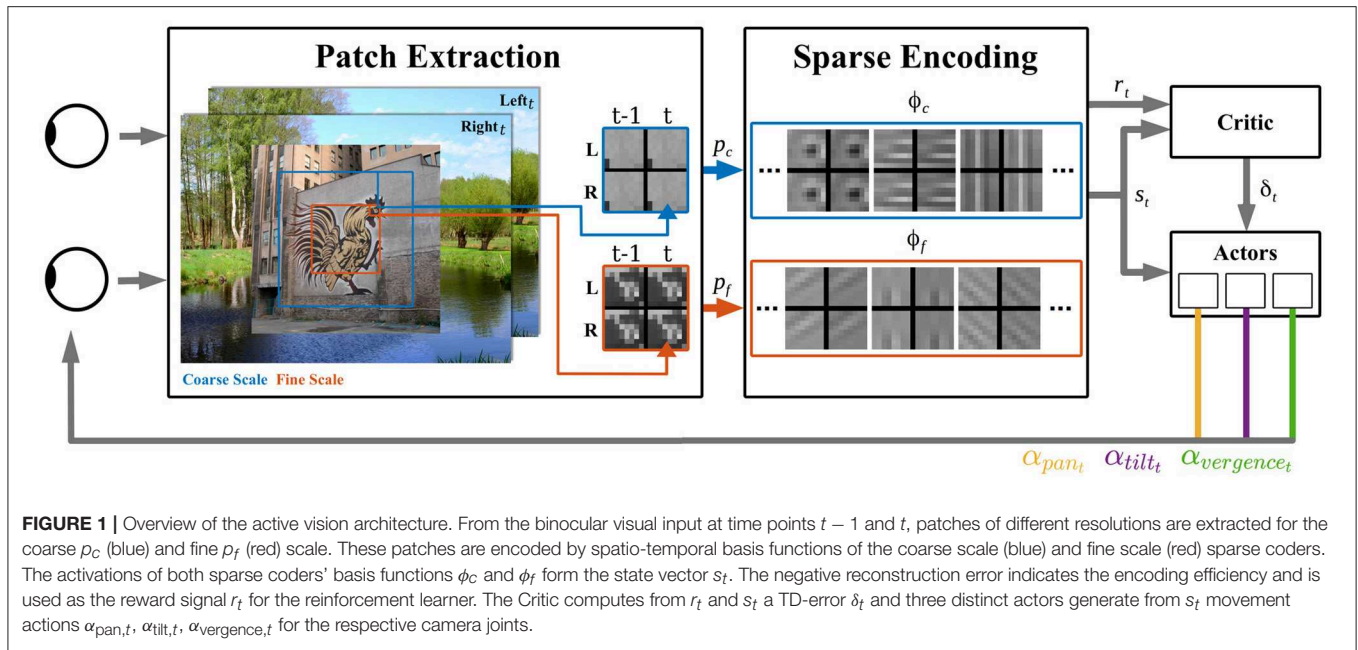 Patch Extraction
Left t
Right t
Coarse Scale Fine Scale
t-1 t
L
R
t-1 t
L
R
p_c
p_f
Sparse Encoding
ϕ_c
... ...
ϕ_f
... ...
r_t
s_t
Critic
δ_t
Actors
α_pan_t α_tilt_t α_vergence_t
FIGURE 1 | Overview of the active vision architecture. From the binocular visual input at time points t − 1 and t, patches of different resolutions are extracted for the
coarse p_c (blue) and fine p_f (red) scale. These patches are encoded by spatio-temporal basis functions of the coarse scale (blue) and fine scale (red) sparse coders.
The activations of both sparse coders' basis functions ϕ_c and ϕ_f form the state vector s_t. The negative reconstruction error indicates the encoding efficiency and is
used as the reward signal r_t for the reinforcement learner. The Critic computes from r_t and s_t a TD-error δ_t and three distinct actors generate from s_t movement
actions α_pan,t, α_tilt,t, α_vergence,t for the respective camera joints.